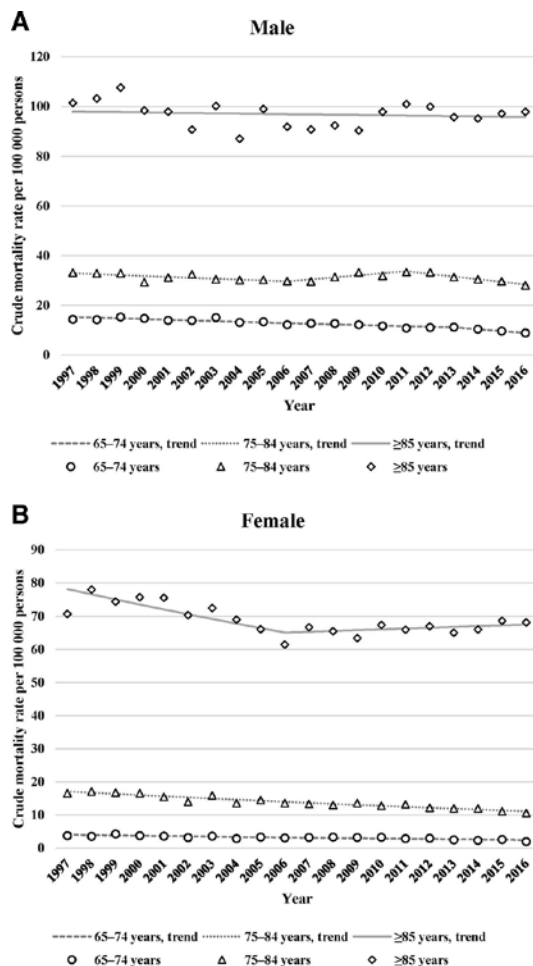 A
Male
Crude mortality rate per 100 000 persons
120
100
80
60
40
20
0
1997 1998 1999 2000 2001 2002 2003 2004 2005 2006 2007 2008 2009 2010 2011 2012 2013 2014 2015 2016
Year
65–74 years, trend 75–84 years, trend ≥85 years, trend
65–74 years 75–84 years ≥85 years
B
Female
Crude mortality rate per 100 000 persons
90
80
70
60
50
40
30
20
10
0
1997 1998 1999 2000 2001 2002 2003 2004 2005 2006 2007 2008 2009 2010 2011 2012 2013 2014 2015 2016
Year
65–74 years, trend 75–84 years, trend ≥85 years, trend
65–74 years 75–84 years ≥85 years